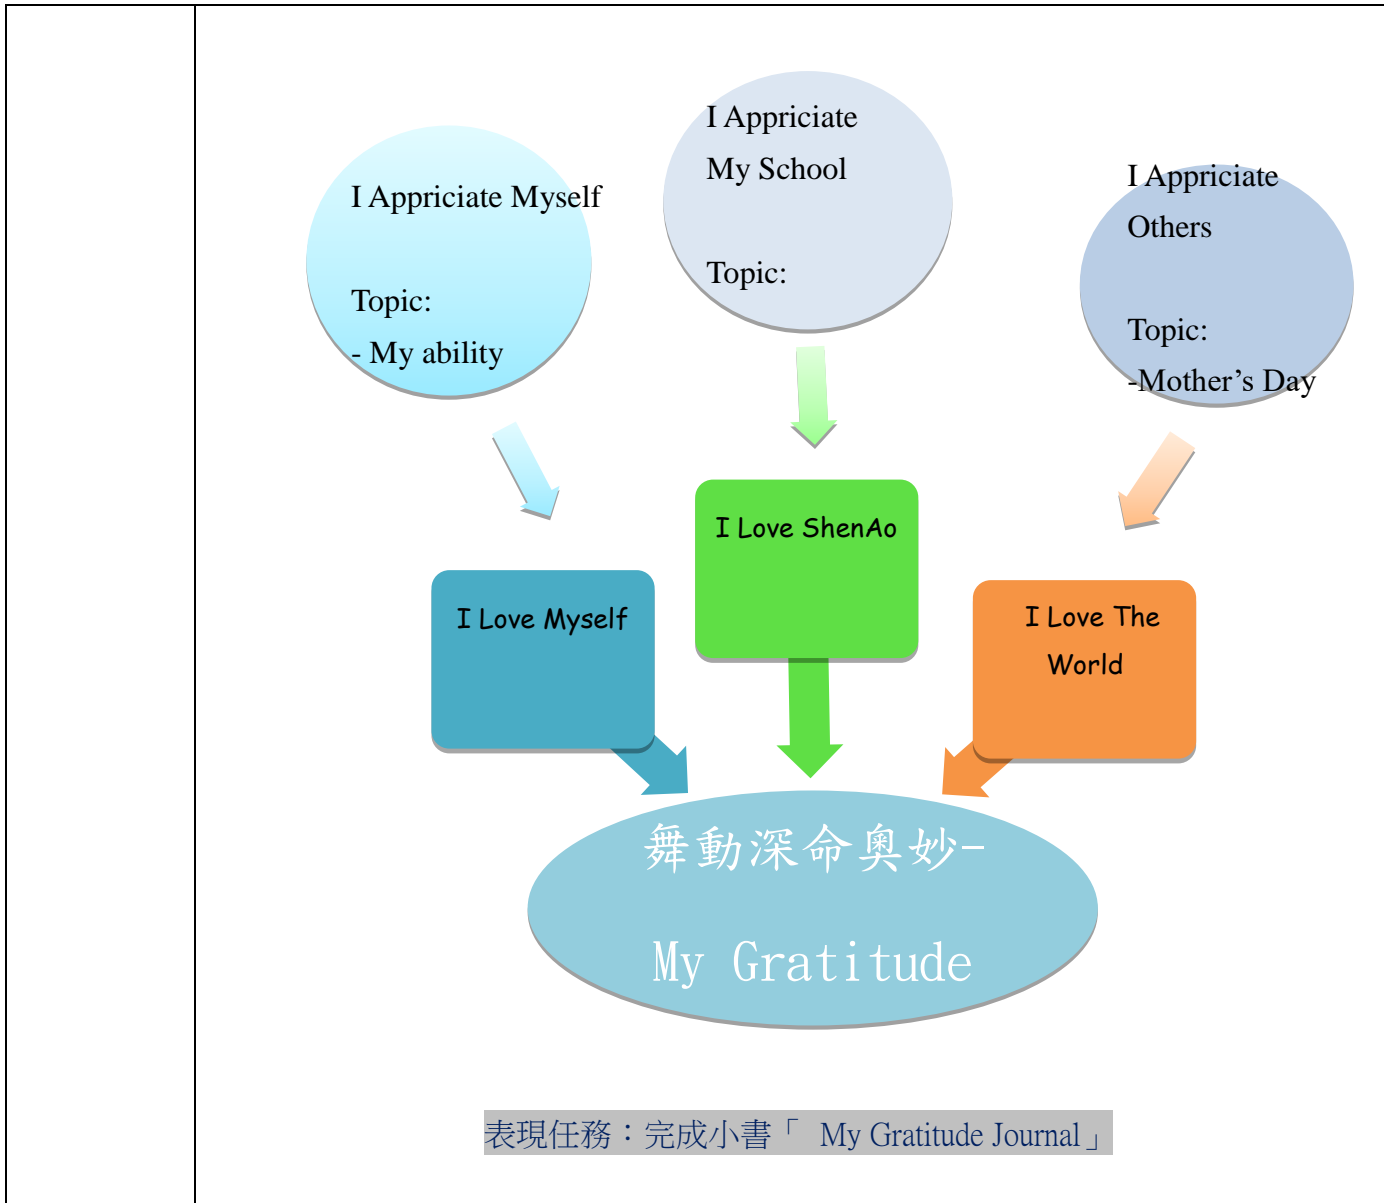 I Appriciate Myself
Topic:
- My ability
I Appriciate
My School
Topic:
I Appriciate
Others
Topic:
-Mother’s Day
I Love Myself
I Love ShenAo
I Love The
World
舞動深命奧妙-
My Gratitude
表現任務：完成小書「 My Gratitude Journal」